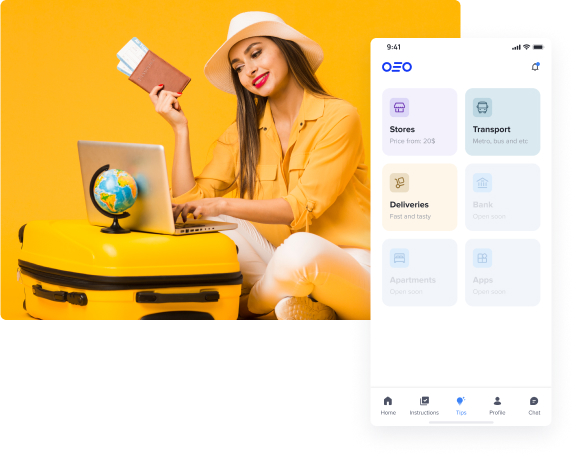 9:41
OEO
Stores
Price from: 20$
Transport
Metro, bus and etc
Deliveries
Fast and tasty
Bank
Open soon
Apartments
Open soon
Apps
Open soon
Home
Instructions
Tips
Profile
Chat